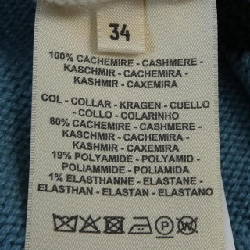 34
100% CACHEMIRE - CASHMERE -
KASCHMIR - CACHEMIRA -
KASHMIR - CAXEMIRA
COL - COLLAR - KRAGEN - CUELLO
- COLLO - COLARINHO
80% CACHEMIRE - CASHMERE -
KASCHMIR - CACHEMIRA -
KASHMIR - CAXEMIRA
19% POLYAMIDE - POLYAMID -
POLIAMMIDE - POLIAMIDA
1% ELASTHANNE - ELASTANE -
ELASTHAN - ELASTAN - ELASTANO